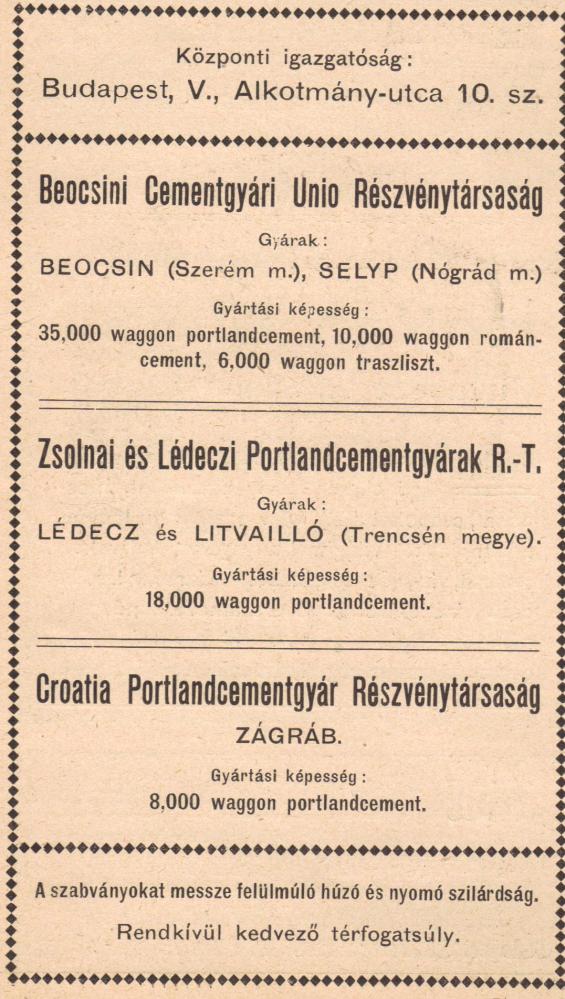 Központi igazgatóság:
Budapest, V., Alkotmány-utca 10. sz.
Beocsini Cementgyári Unio Részvénytársaság
Gyárak:
BEOCSIN (Szerém m.), SELYP (Nógrád m.)
Gyártási képesség:
35,000 waggon portlandcement, 10,000 waggon román-
cement, 6,000 waggon traszliszt.
Zsolnai és Lédeczi Portlandcementgyárak R.-T.
Gyárak:
LÉDECZ és LITVAILLÓ (Trencsén megye).
Gyártási képesség:
18,000 waggon portlandcement.
Croatia Portlandcementgyár Részvénytársaság
ZÁGRÁB.
Gyártási képesség:
8,000 waggon portlandcement.
A szabványokat messze felülmúló húzó és nyomó szilárdság.
Rendkívül kedvező térfogatsúly.